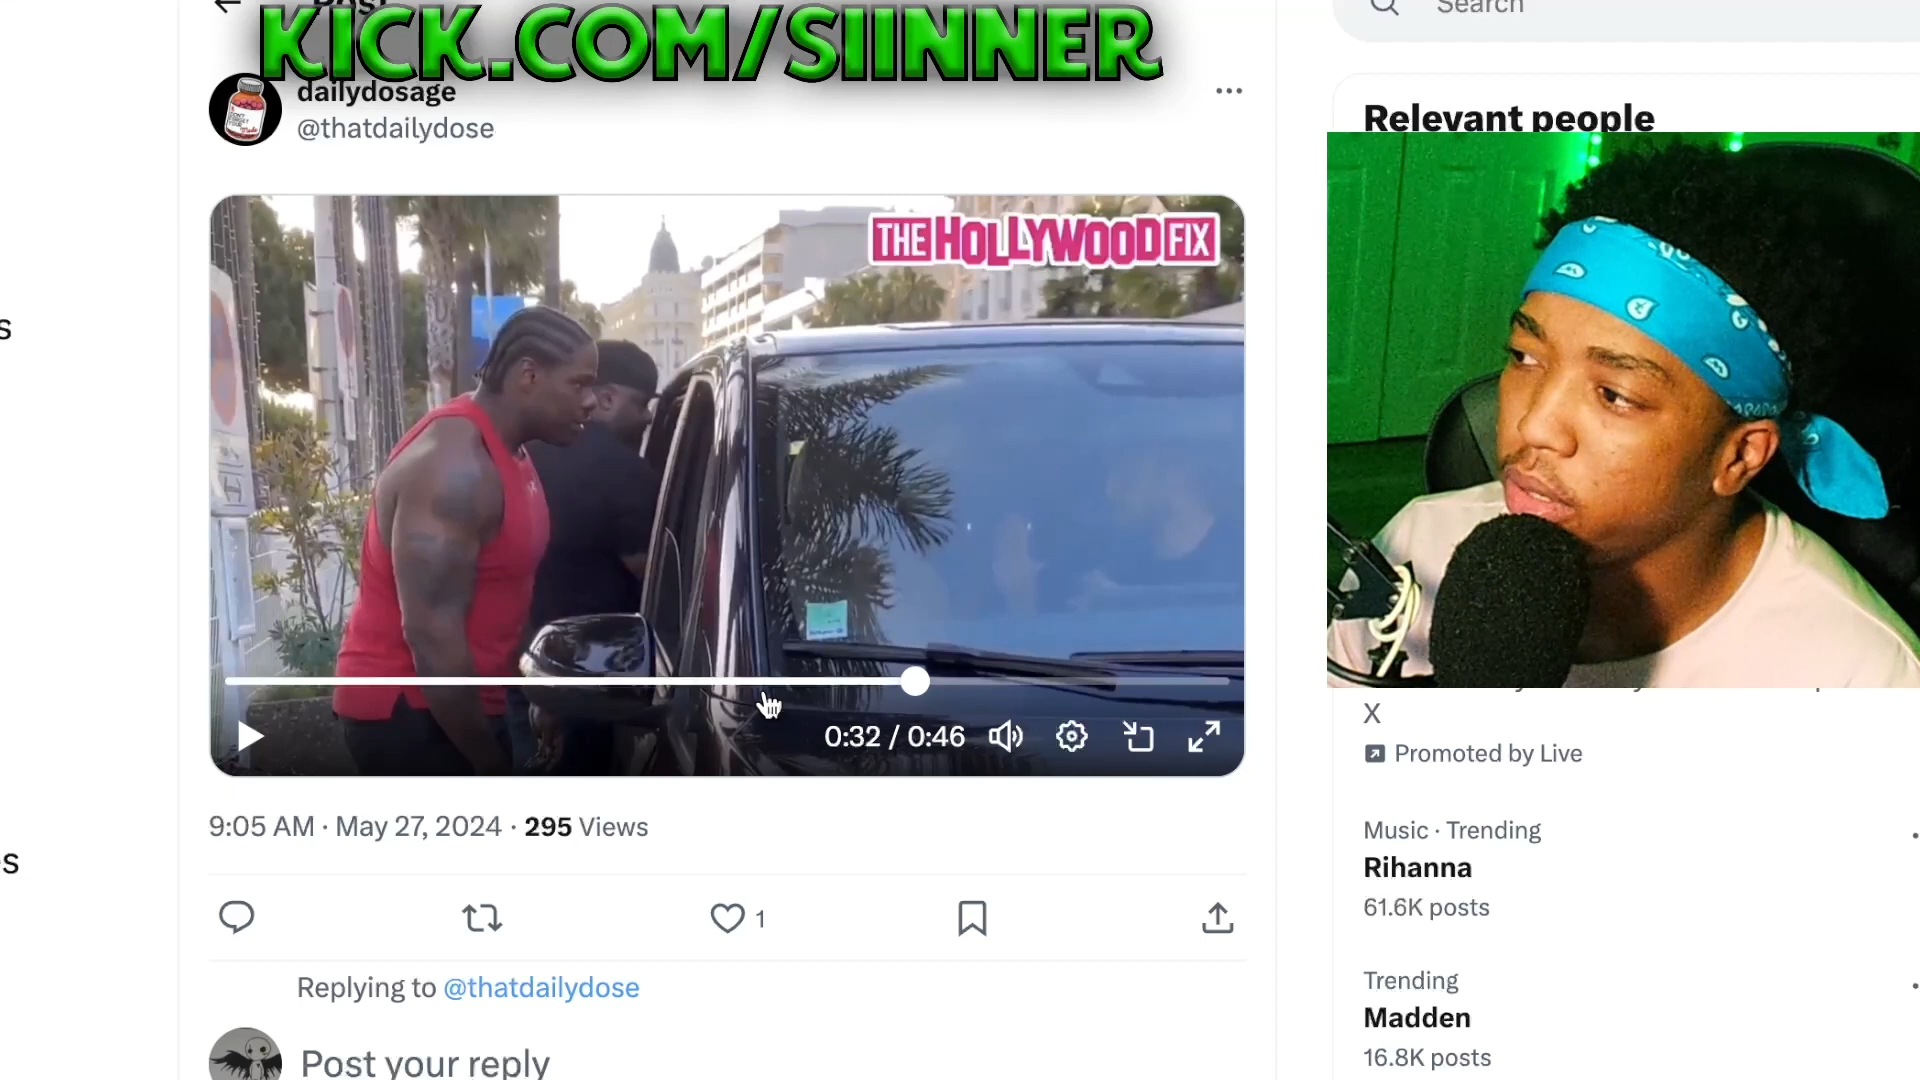 Post
Search
KICK.COM/SIINNER
dailydosage
@thatdailydose
Relevant people
THE HOLLYWOOD FIX
s
0:32 / 0:46
X
Promoted by Live
9:05 AM · May 27, 2024 · 295 Views
Music · Trending
Rihanna
61.6K posts
s
1
Replying to @thatdailydose
Trending
Madden
16.8K posts
Post your reply